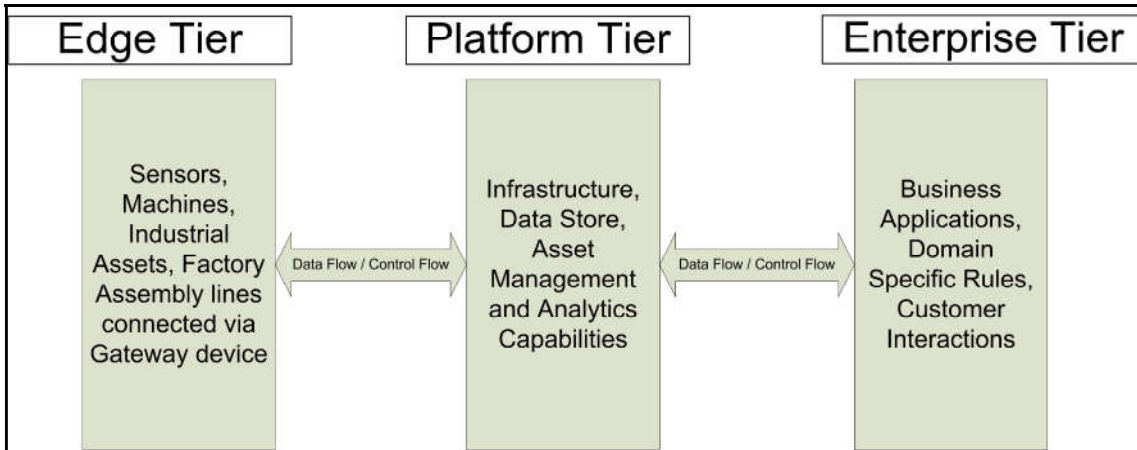 Edge Tier
Platform Tier
Enterprise Tier
Sensors,
Machines,
Industrial
Assets, Factory
Assembly lines
connected via
Gateway device
Data Flow / Control Flow
Infrastructure,
Data Store,
Asset
Management
and Analytics
Capabilities
Data Flow / Control Flow
Business
Applications,
Domain
Specific Rules,
Customer
Interactions